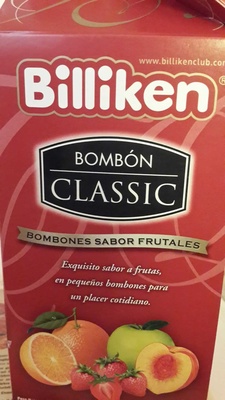 www.billikenclub.com
Billiken®
BOMBÓN
CLASSIC
BOMBONES SABOR FRUTALES
Exquisito sabor a frutas,
en pequeños bombones para
un placer cotidiano.